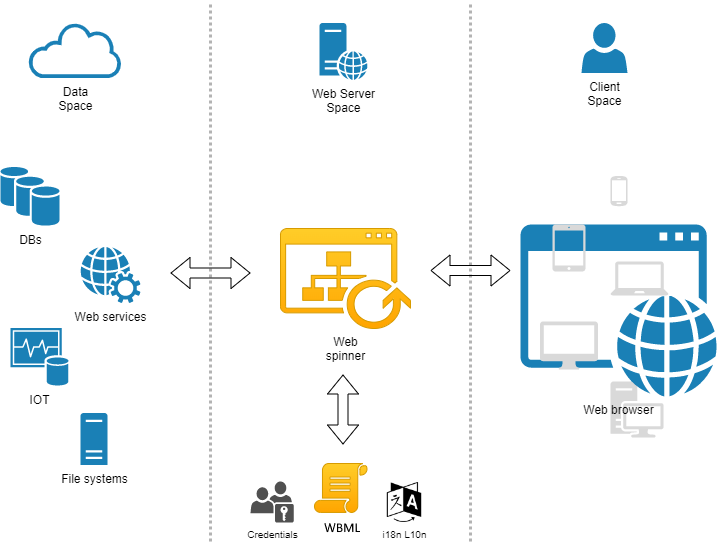 Data
Space
Web Server
Space
Client
Space
DBs
Web services
IOT
File systems
Web
spinner
Web browser
Credentials
WBML
i18n L10n
A